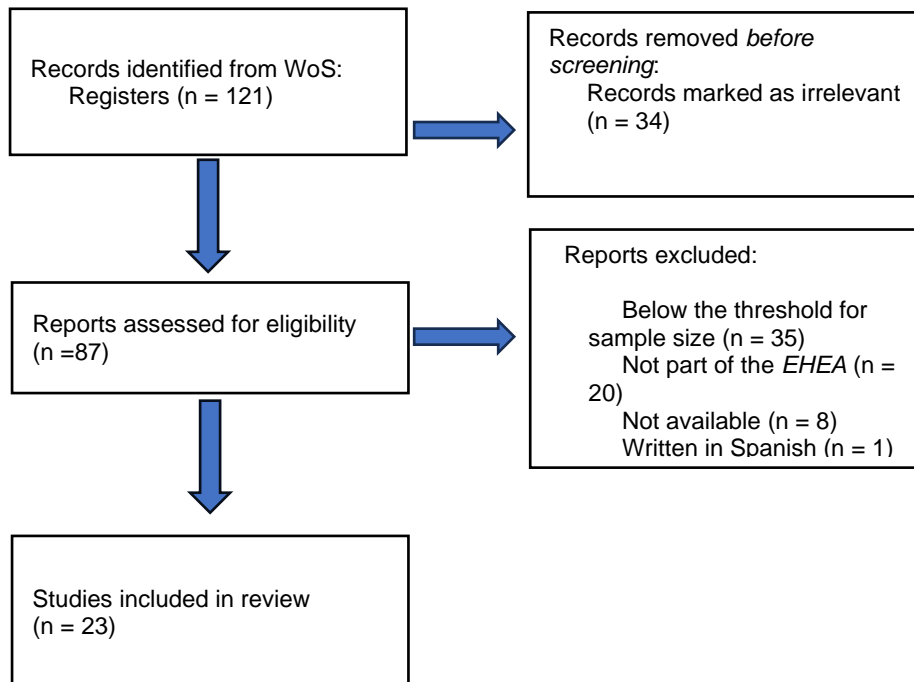 Records identified from WoS:
Registers (n = 121)
Records removed before
screening:
Records marked as irrelevant
(n = 34)
Reports assessed for eligibility
(n =87)
Reports excluded:
Below the threshold for
sample size (n = 35)
Not part of the EHEA (n =
20)
Not available (n = 8)
Written in Spanish (n = 1)
Studies included in review
(n = 23)